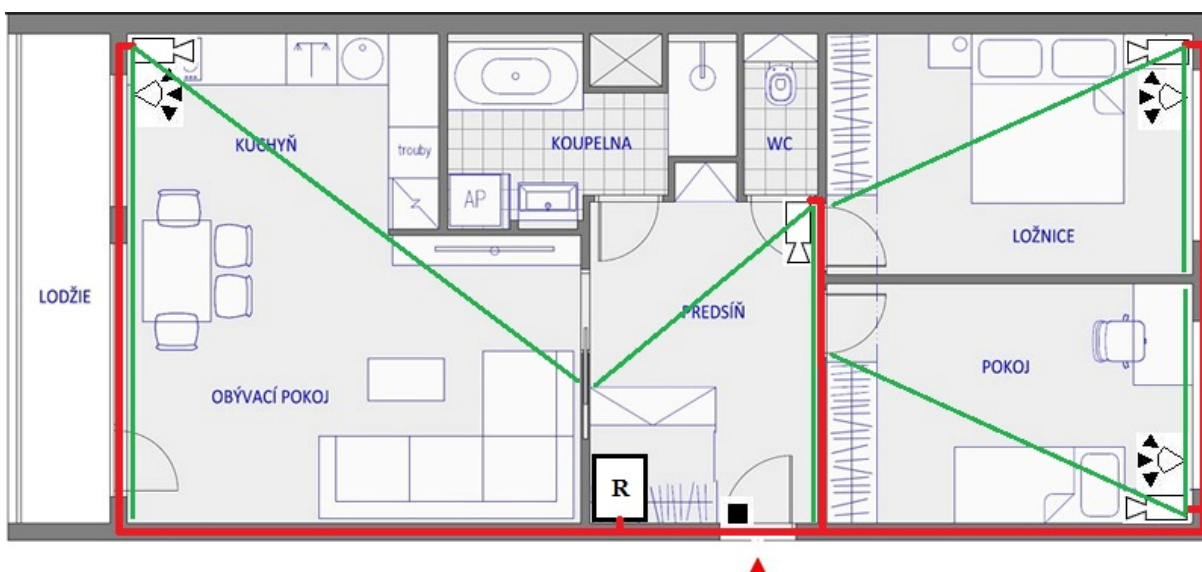 KUCHYŇ
trouby
KOUPELNA
WC
AP
Z
LOŽNICE
LODŽIE
PREDSÍŇ
OBÝVACÍ POKOJ
POKOJ
R